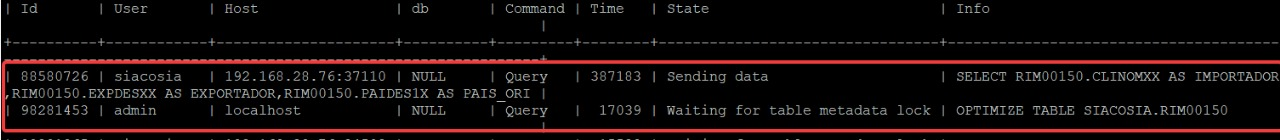 | Id | User | Host | db | Command | Time | State | Info
|
+----------+------------+----------------------+----------+---------+--------+---------------------------------+------------------------------------
----------------------------------------------------------------+
| 88580726 | siacosia | 192.168.28.76:37110 | NULL | Query | 387183 | Sending data | SELECT RIM00150.CLINOMXX AS IMPORTADOR
,RIM00150.EXPDESXX AS EXPORTADOR,RIM00150.PAIDES1X AS PAIS_ORI |
| 98281453 | admin | localhost | NULL | Query | 17039 | Waiting for table metadata lock | OPTIMIZE TABLE SIACOSIA.RIM00150
|